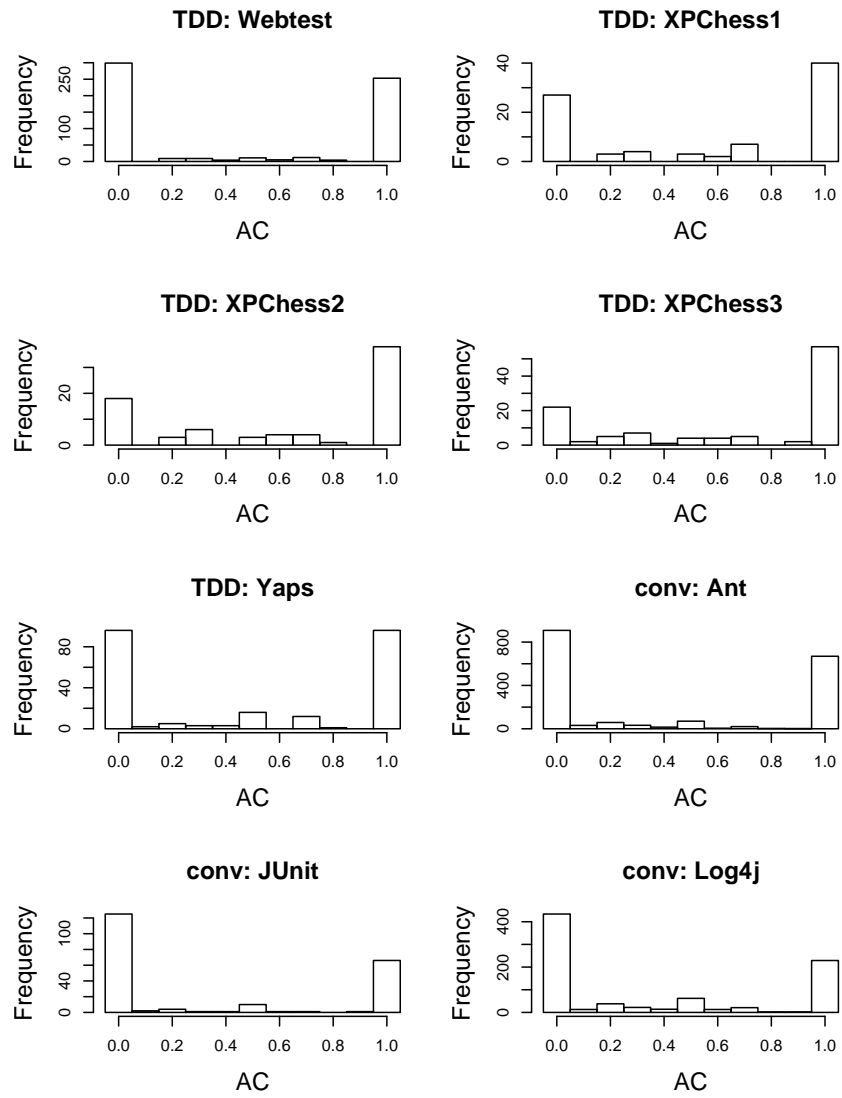 TDD: Webtest
Frequency
0 100 250
0.0 0.2 0.4 0.6 0.8 1.0
AC
TDD: XPChess1
Frequency
0 20 40
0.0 0.2 0.4 0.6 0.8 1.0
AC
TDD: XPChess2
Frequency
0 20
0.0 0.2 0.4 0.6 0.8 1.0
AC
TDD: XPChess3
Frequency
0 20 40
0.0 0.2 0.4 0.6 0.8 1.0
AC
TDD: Yaps
Frequency
0 40 80
0.0 0.2 0.4 0.6 0.8 1.0
AC
conv: Ant
Frequency
0 400 800
0.0 0.2 0.4 0.6 0.8 1.0
AC
conv: JUnit
Frequency
0 40 100
0.0 0.2 0.4 0.6 0.8 1.0
AC
conv: Log4j
Frequency
0 200 400
0.0 0.2 0.4 0.6 0.8 1.0
AC